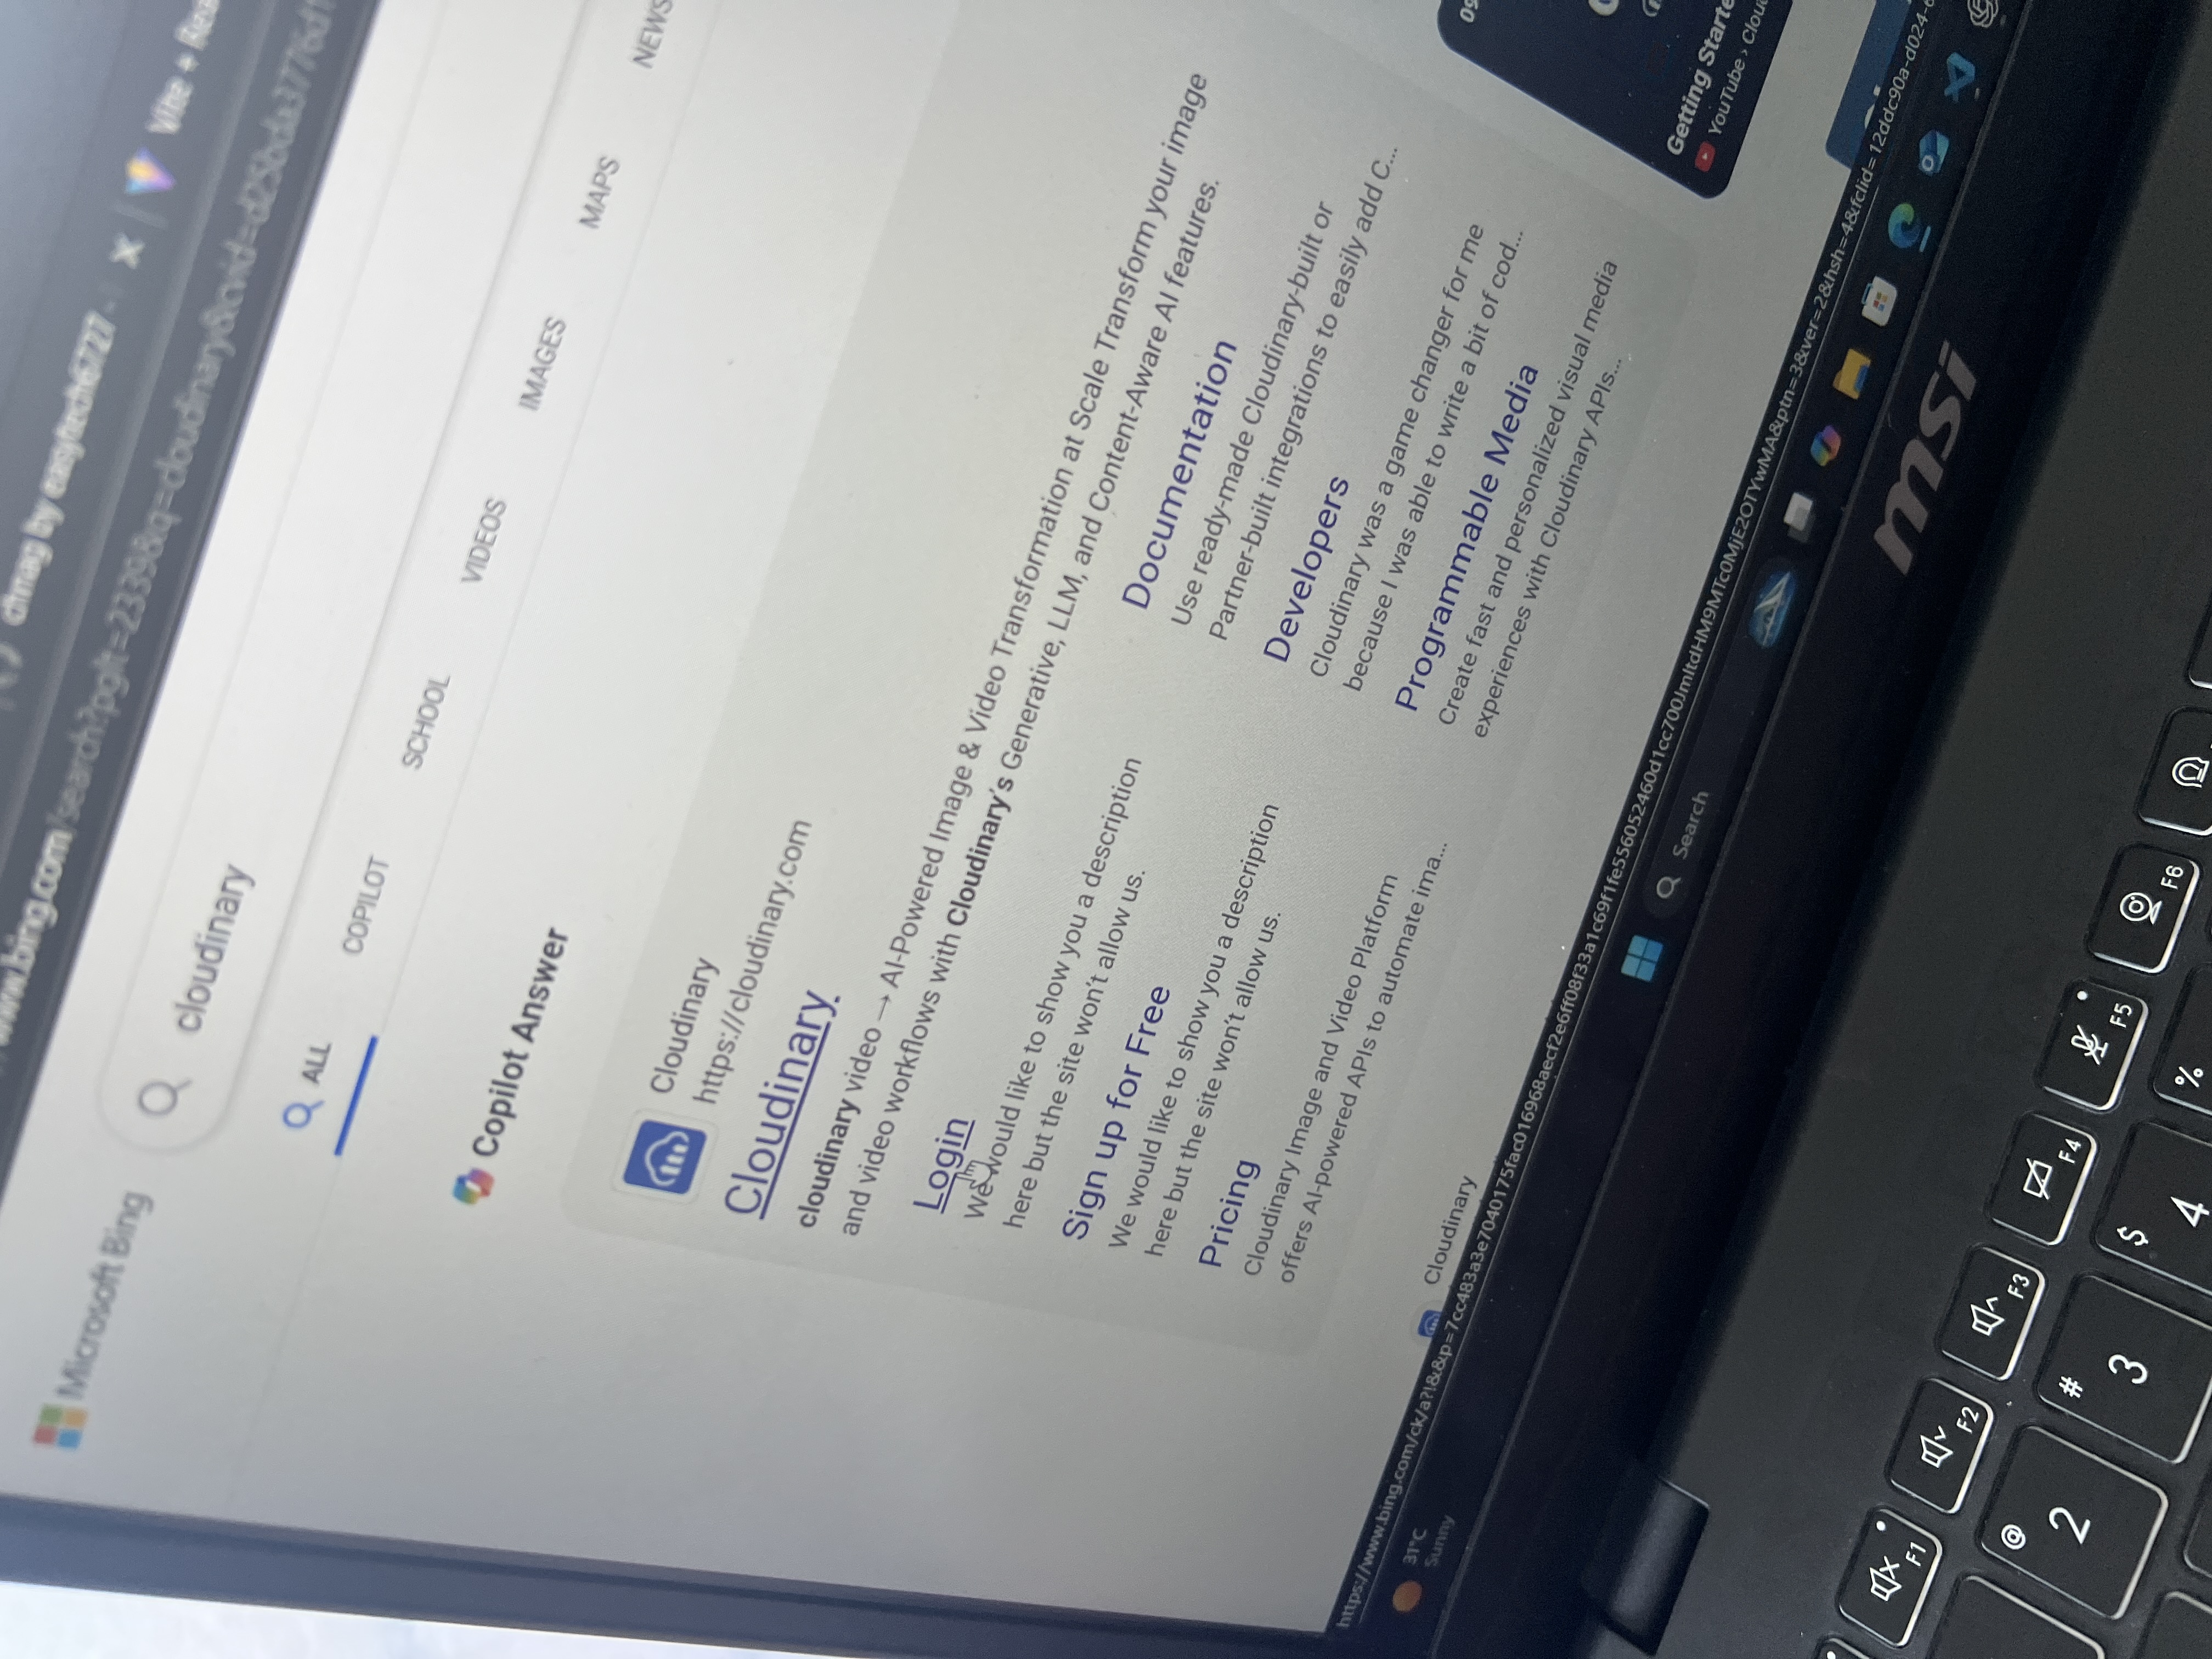 chmag by easytech6727 -
Vite + Rea
www.bing.com/search?pglt=2339&q=cloudinary&cvid=d25bda3776d1
Microsoft Bing
cloudinary
ALL
COPILOT
SCHOOL
VIDEOS
IMAGES
MAPS
NEWS
Copilot Answer
Cloudinary
https://cloudinary.com
Cloudinary
cloudinary video → AI-Powered Image & Video Transformation at Scale Transform your image
and video workflows with Cloudinary's Generative, LLM, and Content-Aware AI features.
Login
We would like to show you a description
here but the site won't allow us.
Sign up for Free
We would like to show you a description
here but the site won't allow us.
Pricing
Cloudinary Image and Video Platform
offers AI-powered APIs to automate ima...
Documentation
Use ready-made Cloudinary-built or
Partner-built integrations to easily add C...
Developers
Cloudinary was a game changer for me
because I was able to write a bit of cod...
Programmable Media
Create fast and personalized visual media
experiences with Cloudinary APIs...
09
Getting Starte
YouTube › Clou
Cloudinary
https://www.bing.com/ck/a?!&&p=7cc483a3e7040175fac016968aecf2e6ff08f33a1c69f1fe556052460d1cc700JmltdHM9MTc0MjE2OTYwMA&ptn=3&ver=2&hsh=4&fclid=12ddc90a-d024-6
31°C
Sunny
Search
msi
F1
F2
F3
F4
F5
F6
@
2
#
3
$
4
%